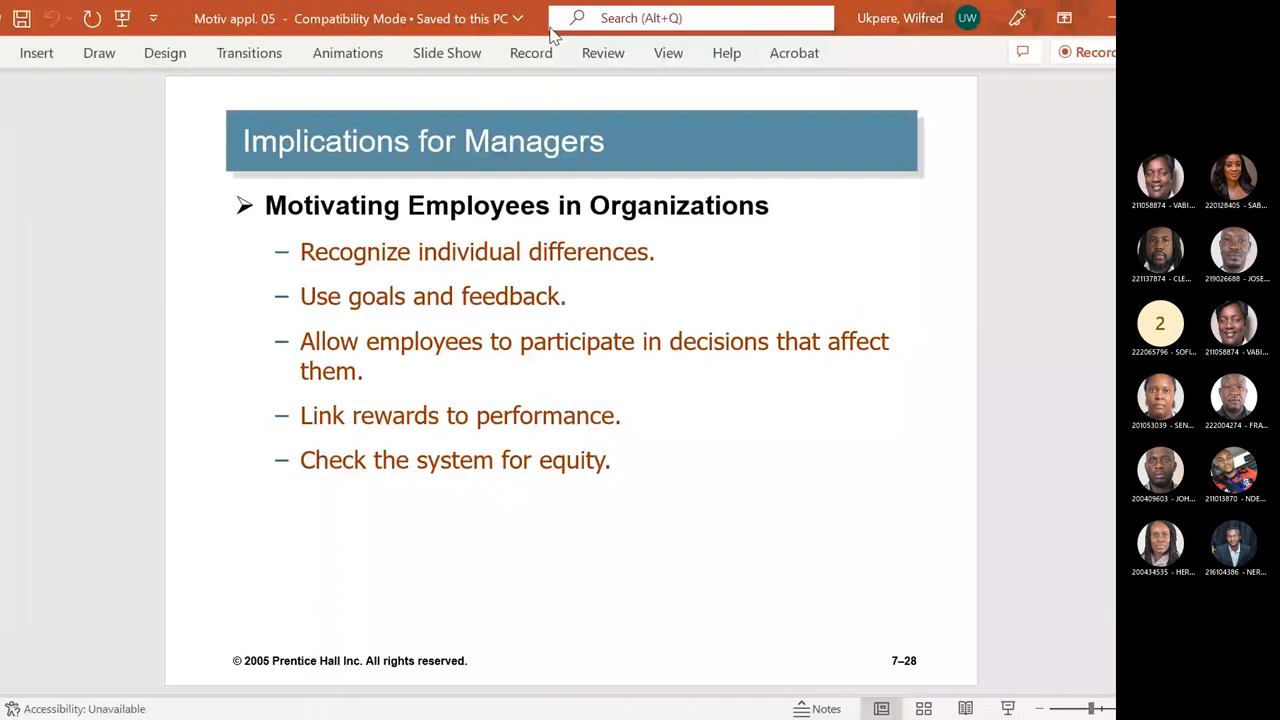 Motiv appl. 05 - Compatibility Mode • Saved to this PC
Search (Alt+Q)
Ukpere, Wilfred
UW
Insert
Draw
Design
Transitions
Animations
Slide Show
Record
Review
View
Help
Acrobat
Record
Implications for Managers
Motivating Employees in Organizations
– Recognize individual differences.
– Use goals and feedback.
– Allow employees to participate in decisions that affect
them.
– Link rewards to performance.
– Check the system for equity.
© 2005 Prentice Hall Inc. All rights reserved.
7–28
211058874 - VABI...
220128405 - SAB...
221137874 - CLE...
219026688 - JOSE...
2
222065796 - SOFI...
211058874 - VABI...
201053039 - SEN...
222004274 - FRA...
200409603 - JOH...
211013870 - NDE...
200434535 - HER...
216104386 - NER...
Accessibility: Unavailable
Notes